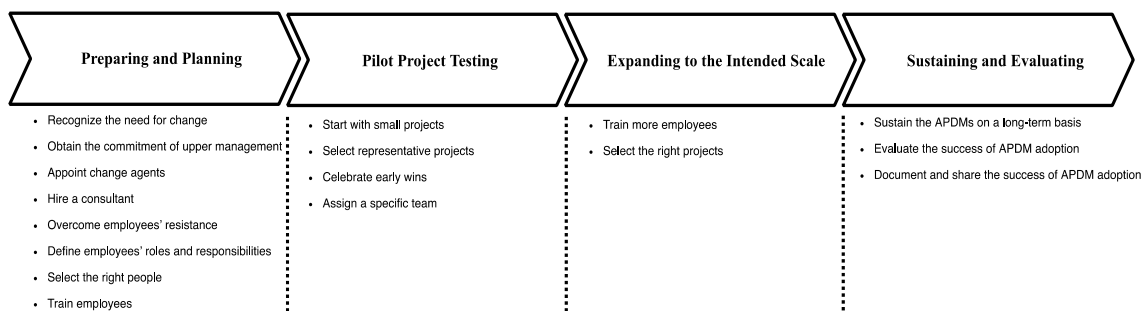 Preparing and Planning
• Recognize the need for change
• Obtain the commitment of upper management
• Appoint change agents
• Hire a consultant
• Overcome employees’ resistance
• Define employees’ roles and responsibilities
• Select the right people
• Train employees
Pilot Project Testing
• Start with small projects
• Select representative projects
• Celebrate early wins
• Assign a specific team
Expanding to the Intended Scale
• Train more employees
• Select the right projects
Sustaining and Evaluating
• Sustain the APDMs on a long-term basis
• Evaluate the success of APDM adoption
• Document and share the success of APDM adoption